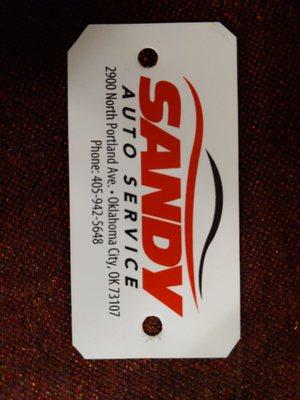 SANDY
AUTO SERVICE
2900 North Portland Ave. • Oklahoma City, OK 73107
Phone: 405-942-5648